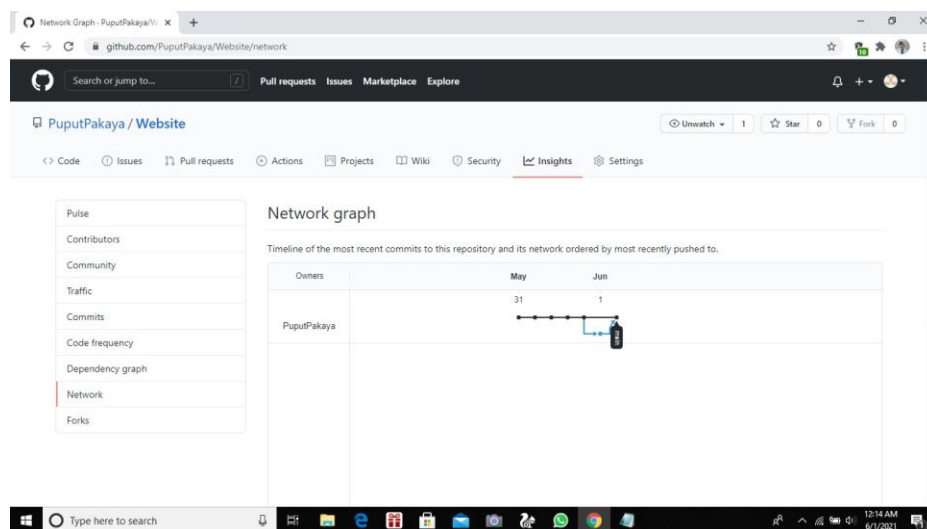 Network Graph · PuputPakaya/W
github.com/PuputPakaya/Website/network
10
Search or jump to... /
Pull requests Issues Marketplace Explore
PuputPakaya / Website
Unwatch 1 Star 0 Fork 0
Code Issues Pull requests Actions Projects Wiki Security Insights Settings
Pulse
Contributors
Community
Traffic
Commits
Code frequency
Dependency graph
Network
Forks
Network graph
Timeline of the most recent commits to this repository and its network ordered by most recently pushed to.
Owners May Jun
31 1
PuputPakaya
main
Type here to search
12:14 AM
6/1/2021